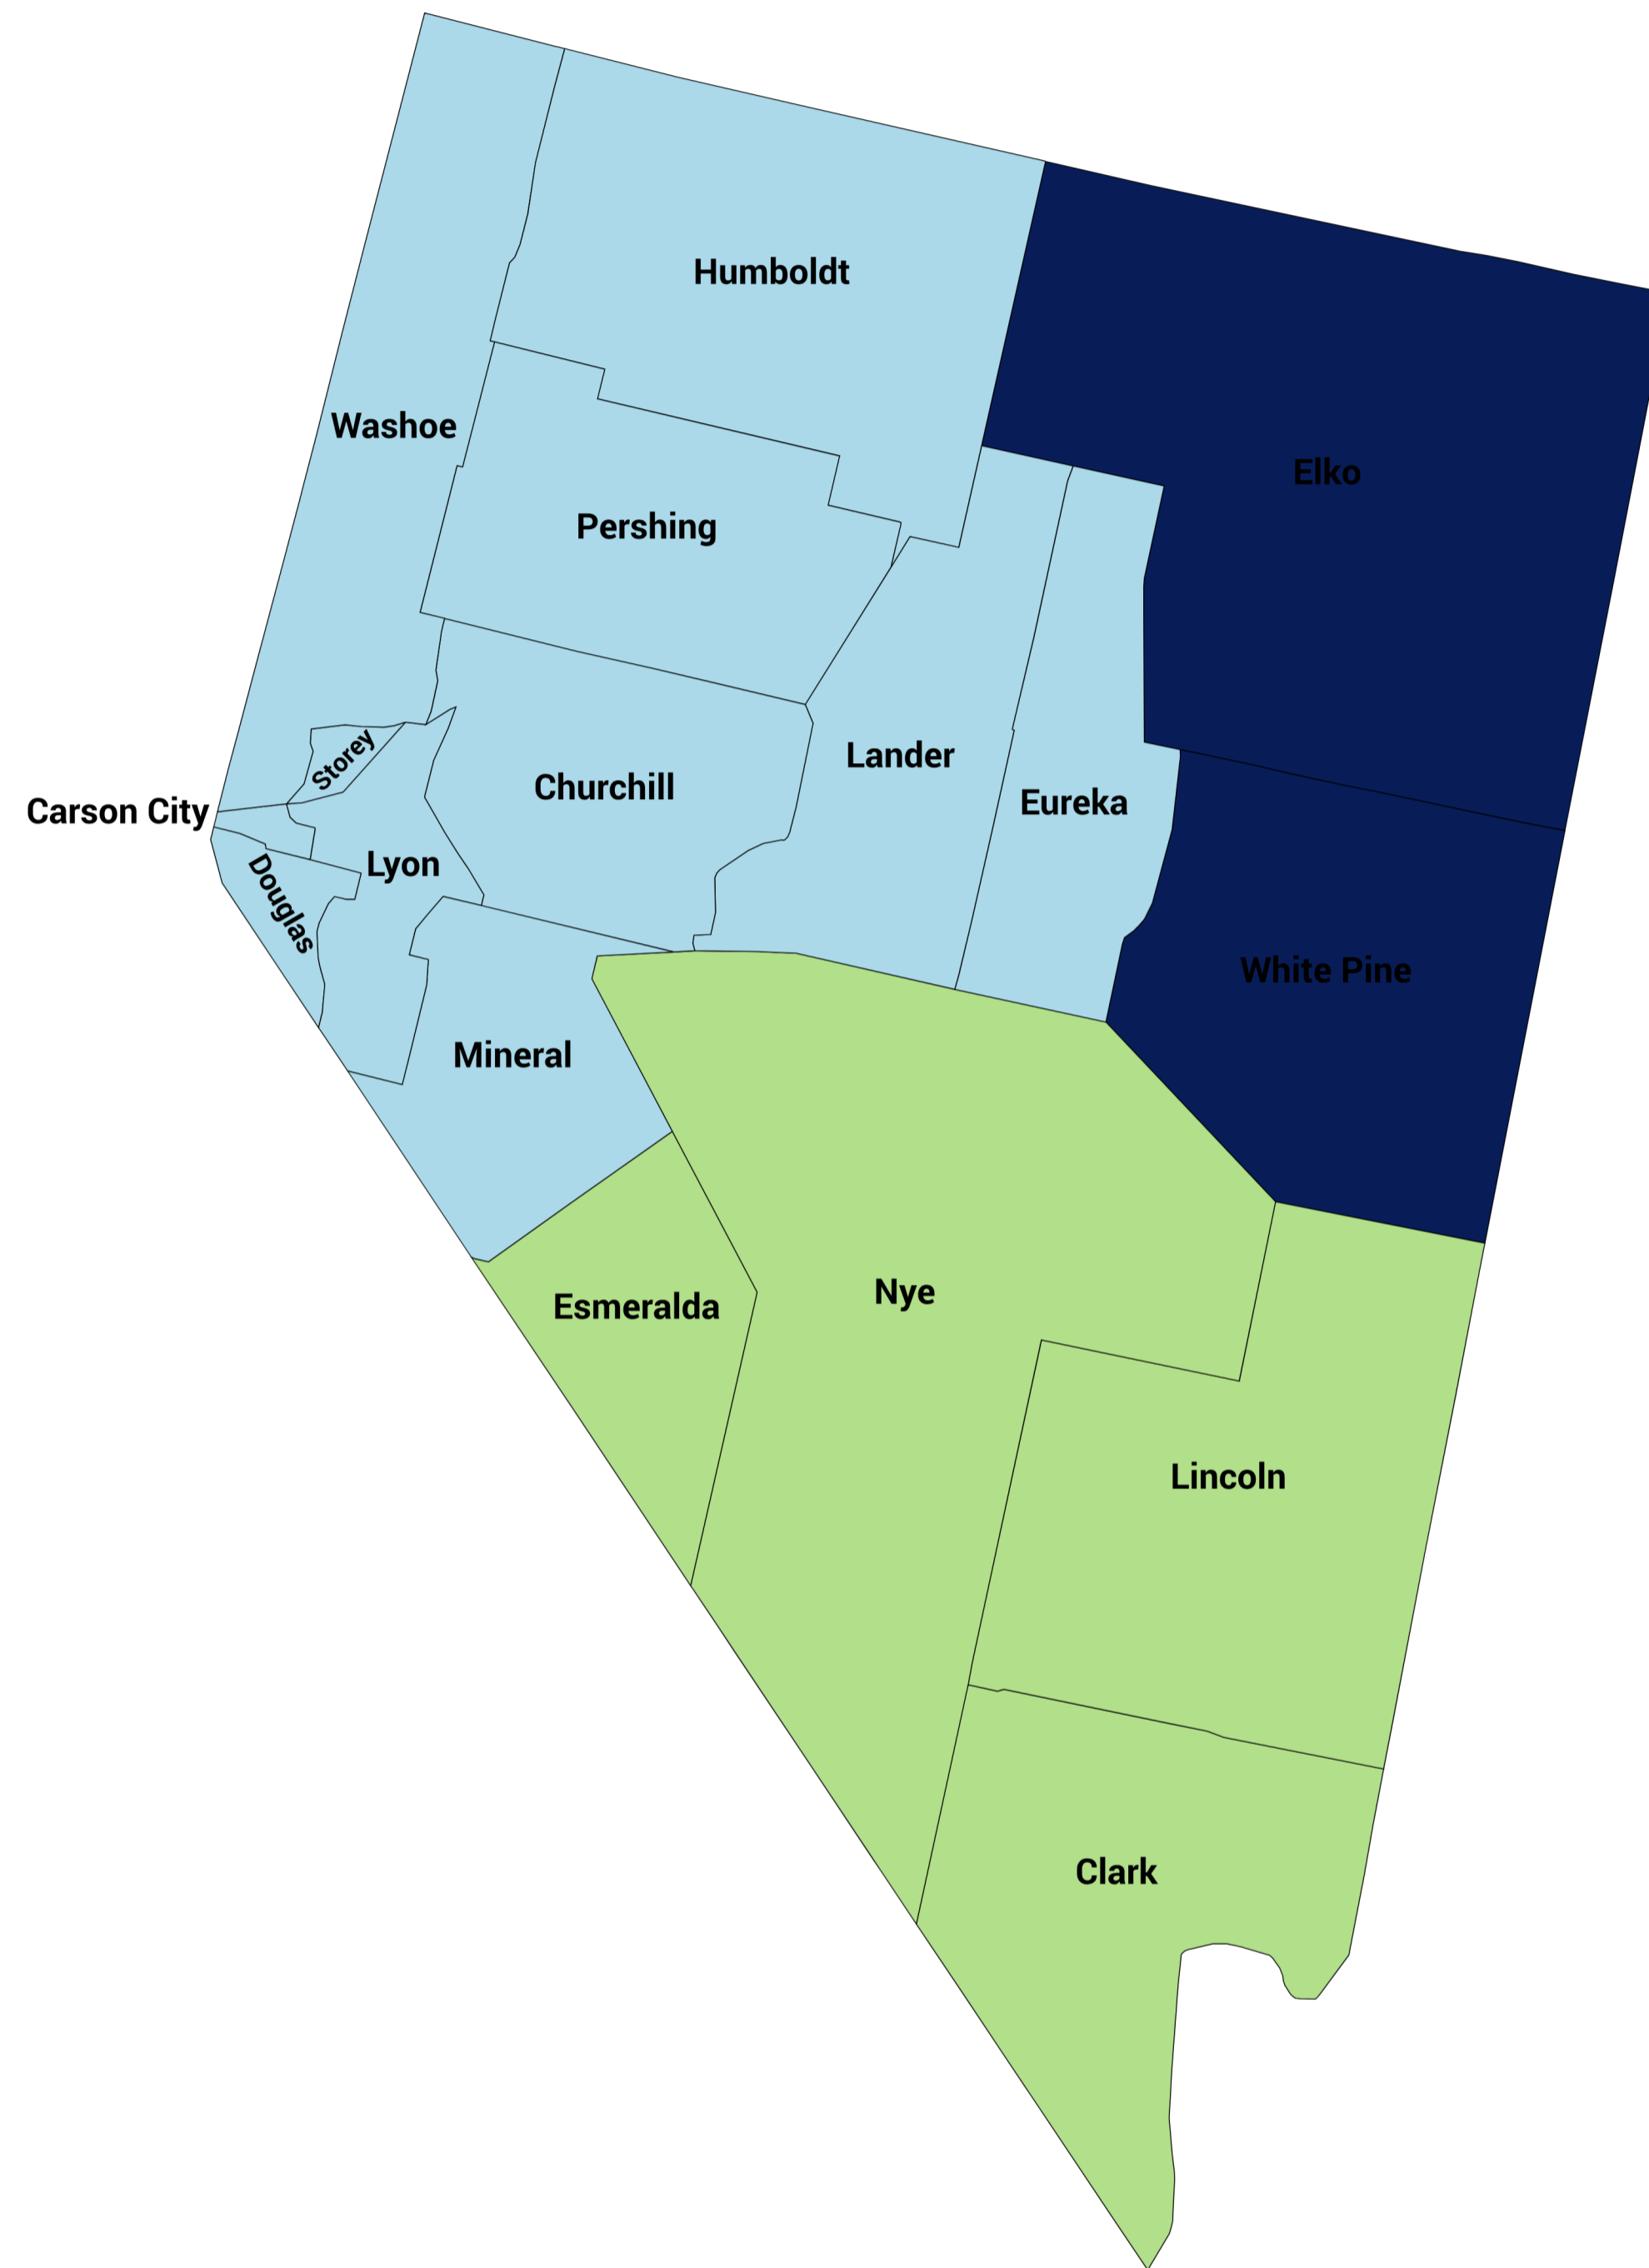 Humboldt
Washoe
Elko
Pershing
Storey
Lander
Churchill
Eureka
Carson City
Lyon
Douglas
White Pine
Mineral
Nye
Esmeralda
Lincoln
Clark